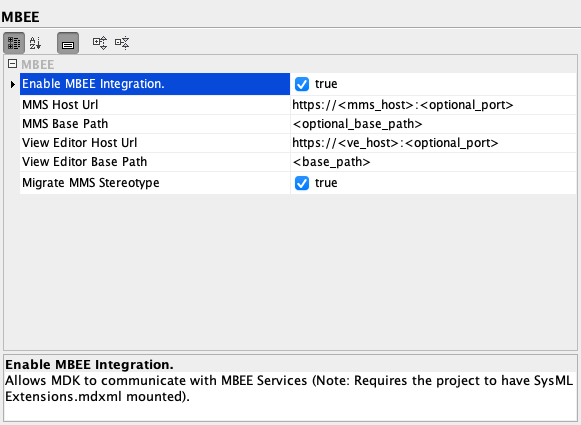 MBEE
MBEE
Enable MBEE Integration. true
MMS Host Url https://<mms_host>:<optional_port>
MMS Base Path <optional_base_path>
View Editor Host Url https://<ve_host>:<optional_port>
View Editor Base Path <base_path>
Migrate MMS Stereotype true
Enable MBEE Integration.
Allows MDK to communicate with MBEE Services (Note: Requires the project to have SysML
Extensions.mdxml mounted).